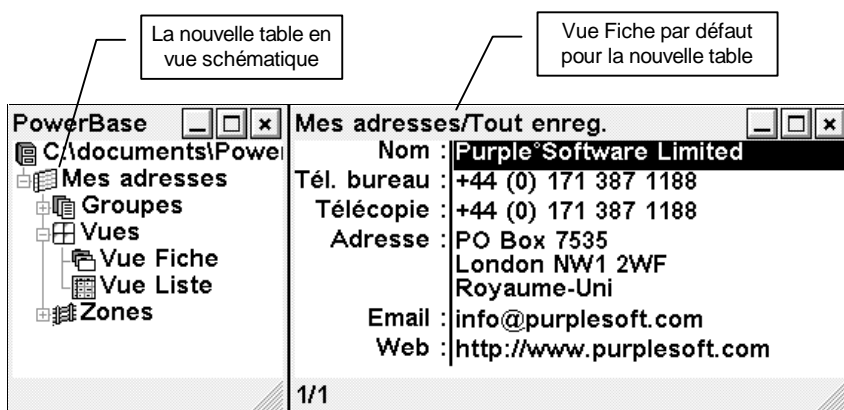 La nouvelle table en
vue schématique
Vue Fiche par défaut
pour la nouvelle table
PowerBase
C:\documents\Power
Mes adresses
Groupes
Vues
Vue Fiche
Vue Liste
Zones
Mes adresses/Tout enreg.
Nom : Purple°Software Limited
Tél. bureau : +44 (0) 171 387 1188
Télécopie : +44 (0) 171 387 1188
Adresse : PO Box 7535
London NW1 2WF
Royaume-Uni
Email : info@purplesoft.com
Web : http://www.purplesoft.com
1/1